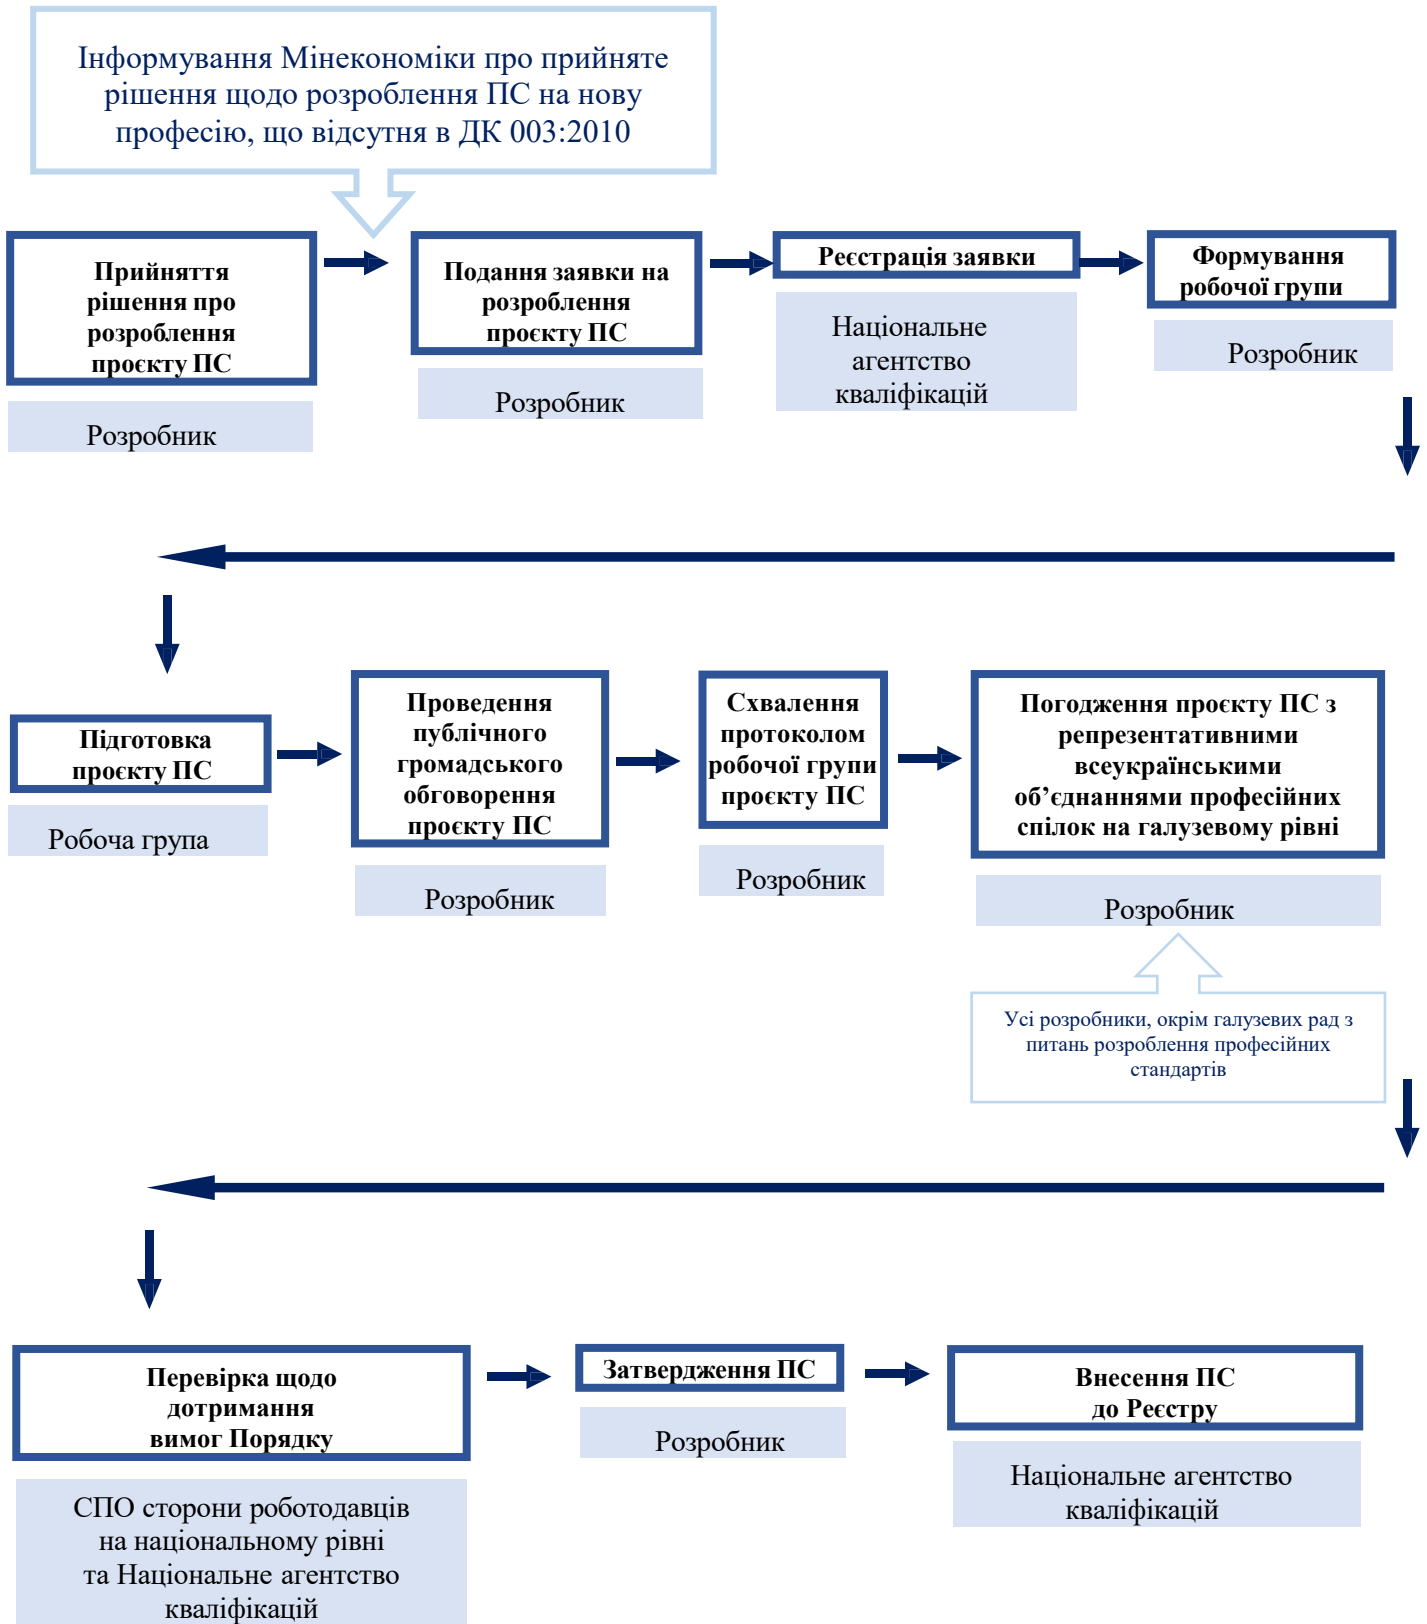 Інформування Мінекономіки про прийняте
рішення щодо розроблення ПС на нову
професію, що відсутня в ДК 003:2010
Прийняття
рішення про
розроблення
проєкту ПС
Розробник
Подання заявки на
розроблення
проєкту ПС
Розробник
Реєстрація заявки
Національне
агентство
кваліфікацій
Формування
робочої групи
Розробник
Підготовка
проєкту ПС
Робоча група
Проведення
публічного
громадського
обговорення
проєкту ПС
Розробник
Схвалення
протоколом
робочої групи
проєкту ПС
Розробник
Погодження проєкту ПС з
репрезентативними
всеукраїнськими
об’єднаннями професійних
спілок на галузевому рівні
Розробник
Усі розробники, окрім галузевих рад з
питань розроблення професійних
стандартів
Перевірка щодо
дотримання
вимог Порядку
СПО сторони роботодавців
на національному рівні
та Національне агентство
кваліфікацій
Затвердження ПС
Розробник
Внесення ПС
до Реєстру
Національне агентство
кваліфікацій